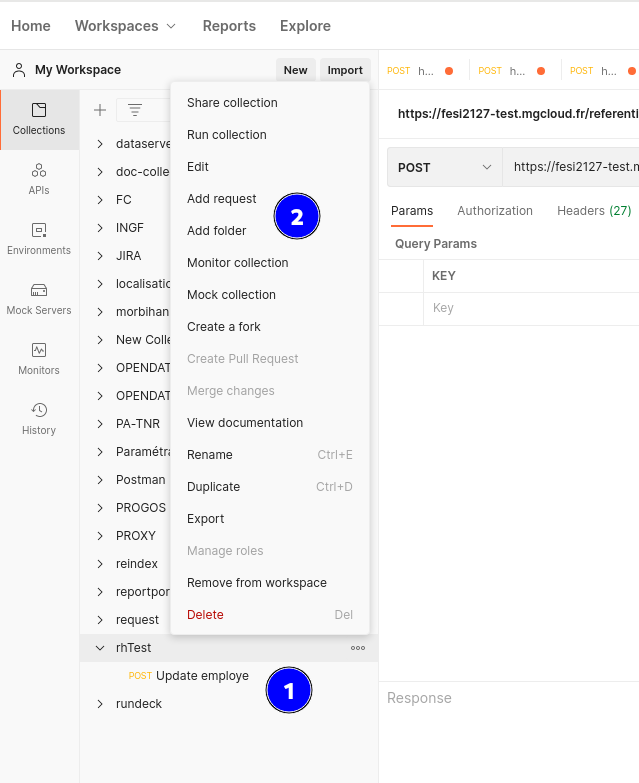 Home Workspaces Reports Explore
My Workspace New Import
POST h... POST h... POST h...
Collections
APIs
Environments
Mock Servers
Monitors
History
dataserve
doc-colle
FC
INGF
JIRA
localisatio
morbihan
New Colle
OPENDAT
OPENDAT
PA-TNR
Paramétra
Postman
PROGOS
PROXY
reindex
reportpor
request
rhTest
POST Update employe
rundeck
Share collection
Run collection
Edit
Add request
Add folder
Monitor collection
Mock collection
Create a fork
Create Pull Request
Merge changes
View documentation
Rename Ctrl+E
Duplicate Ctrl+D
Export
Manage roles
Remove from workspace
Delete Del
2
1
https://fesi2127-test.mgcloud.fr/referenti
POST https://fesi2127-test.m
Params Authorization Headers (27)
Query Params
KEY
Key
Response